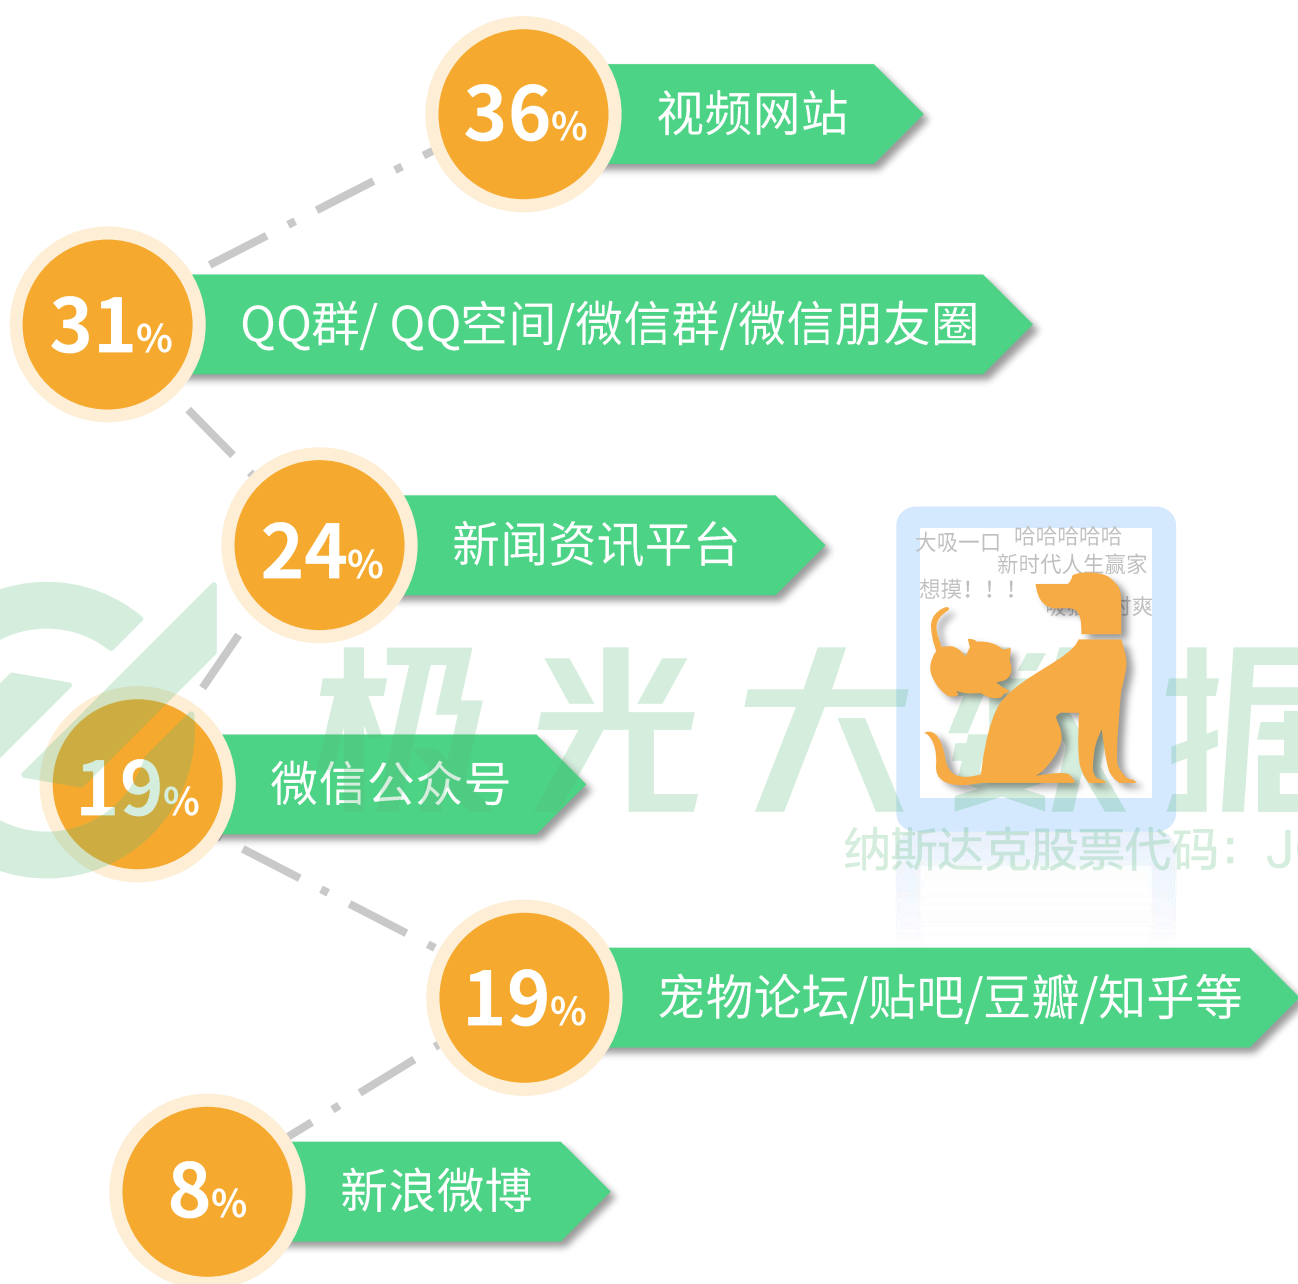 36% 视频网站
31% QQ群/ QQ空间/微信群/微信朋友圈
24% 新闻资讯平台
大吸一口 哈哈哈哈哈
新时代人生赢家
想摸！！！
时爽
极光大数据
19% 微信公众号
纳斯达克股票代码：J
19% 宠物论坛/贴吧/豆瓣/知乎等
8% 新浪微博